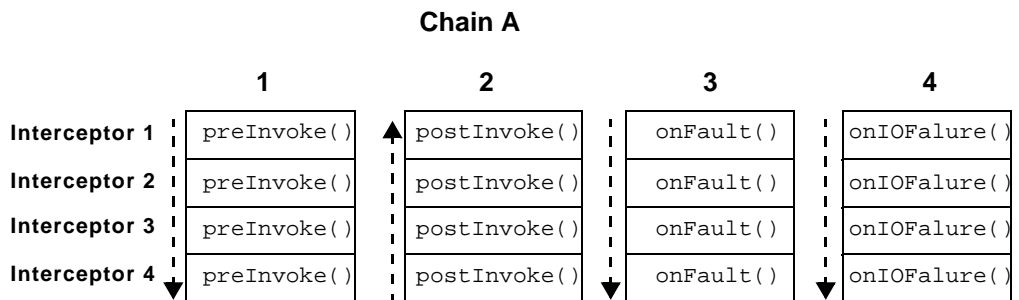 Chain A
1 2 3 4
Interceptor 1 preInvoke() postInvoke() onFault() onIOFalure()
Interceptor 2 preInvoke() postInvoke() onFault() onIOFalure()
Interceptor 3 preInvoke() postInvoke() onFault() onIOFalure()
Interceptor 4 preInvoke() postInvoke() onFault() onIOFalure()